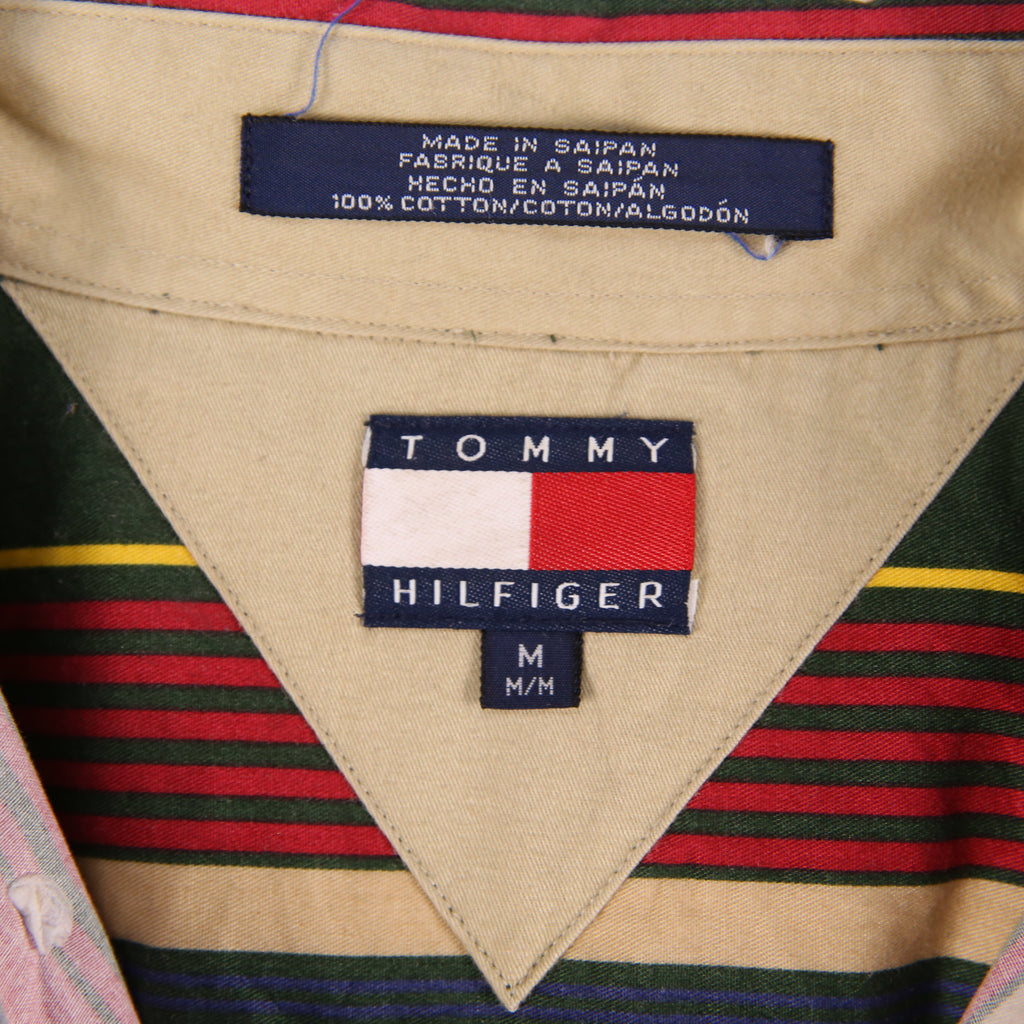 MADE IN SAIPAN
FABRIQUE A SAIPAN
HECHO EN SAIPÁN
100% COTTON/COTON/ALGODÓN
TOMMY
HILFIGER
M
M/M